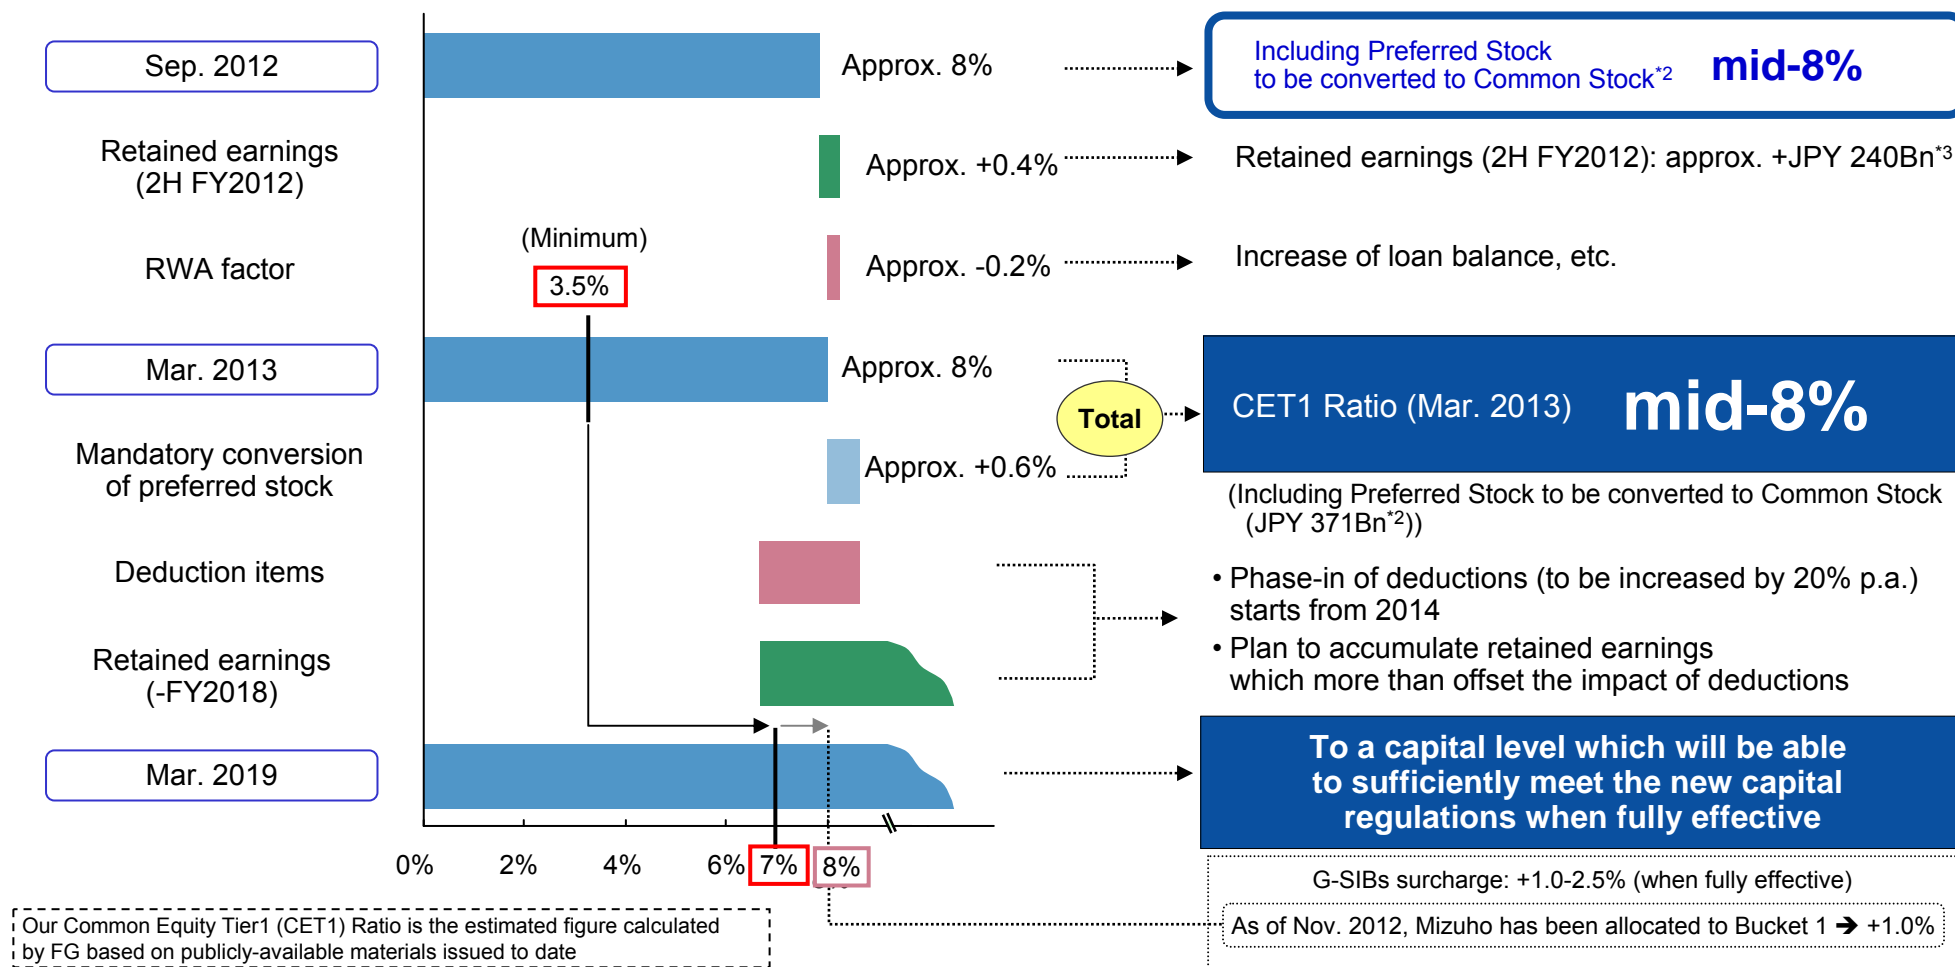 Sep. 2012
Approx. 8%
Including Preferred Stock
to be converted to Common Stock*2
mid-8%
Retained earnings
(2H FY2012)
Approx. +0.4%
Retained earnings (2H FY2012): approx. +JPY 240Bn*3
(Minimum)
3.5%
RWA factor
Approx. -0.2%
Increase of loan balance, etc.
Mar. 2013
Approx. 8%
Total
CET1 Ratio (Mar. 2013)
mid-8%
Mandatory conversion
of preferred stock
Approx. +0.6%
(Including Preferred Stock to be converted to Common Stock
(JPY 371Bn*2))
Deduction items
• Phase-in of deductions (to be increased by 20% p.a.)
starts from 2014
Retained earnings
(-FY2018)
• Plan to accumulate retained earnings
which more than offset the impact of deductions
Mar. 2019
To a capital level which will be able
to sufficiently meet the new capital
regulations when fully effective
0%
2%
4%
6%
7%
8%
G-SIBs surcharge: +1.0-2.5% (when fully effective)
As of Nov. 2012, Mizuho has been allocated to Bucket 1 ➔ +1.0%
Our Common Equity Tier1 (CET1) Ratio is the estimated figure calculated
by FG based on publicly-available materials issued to date